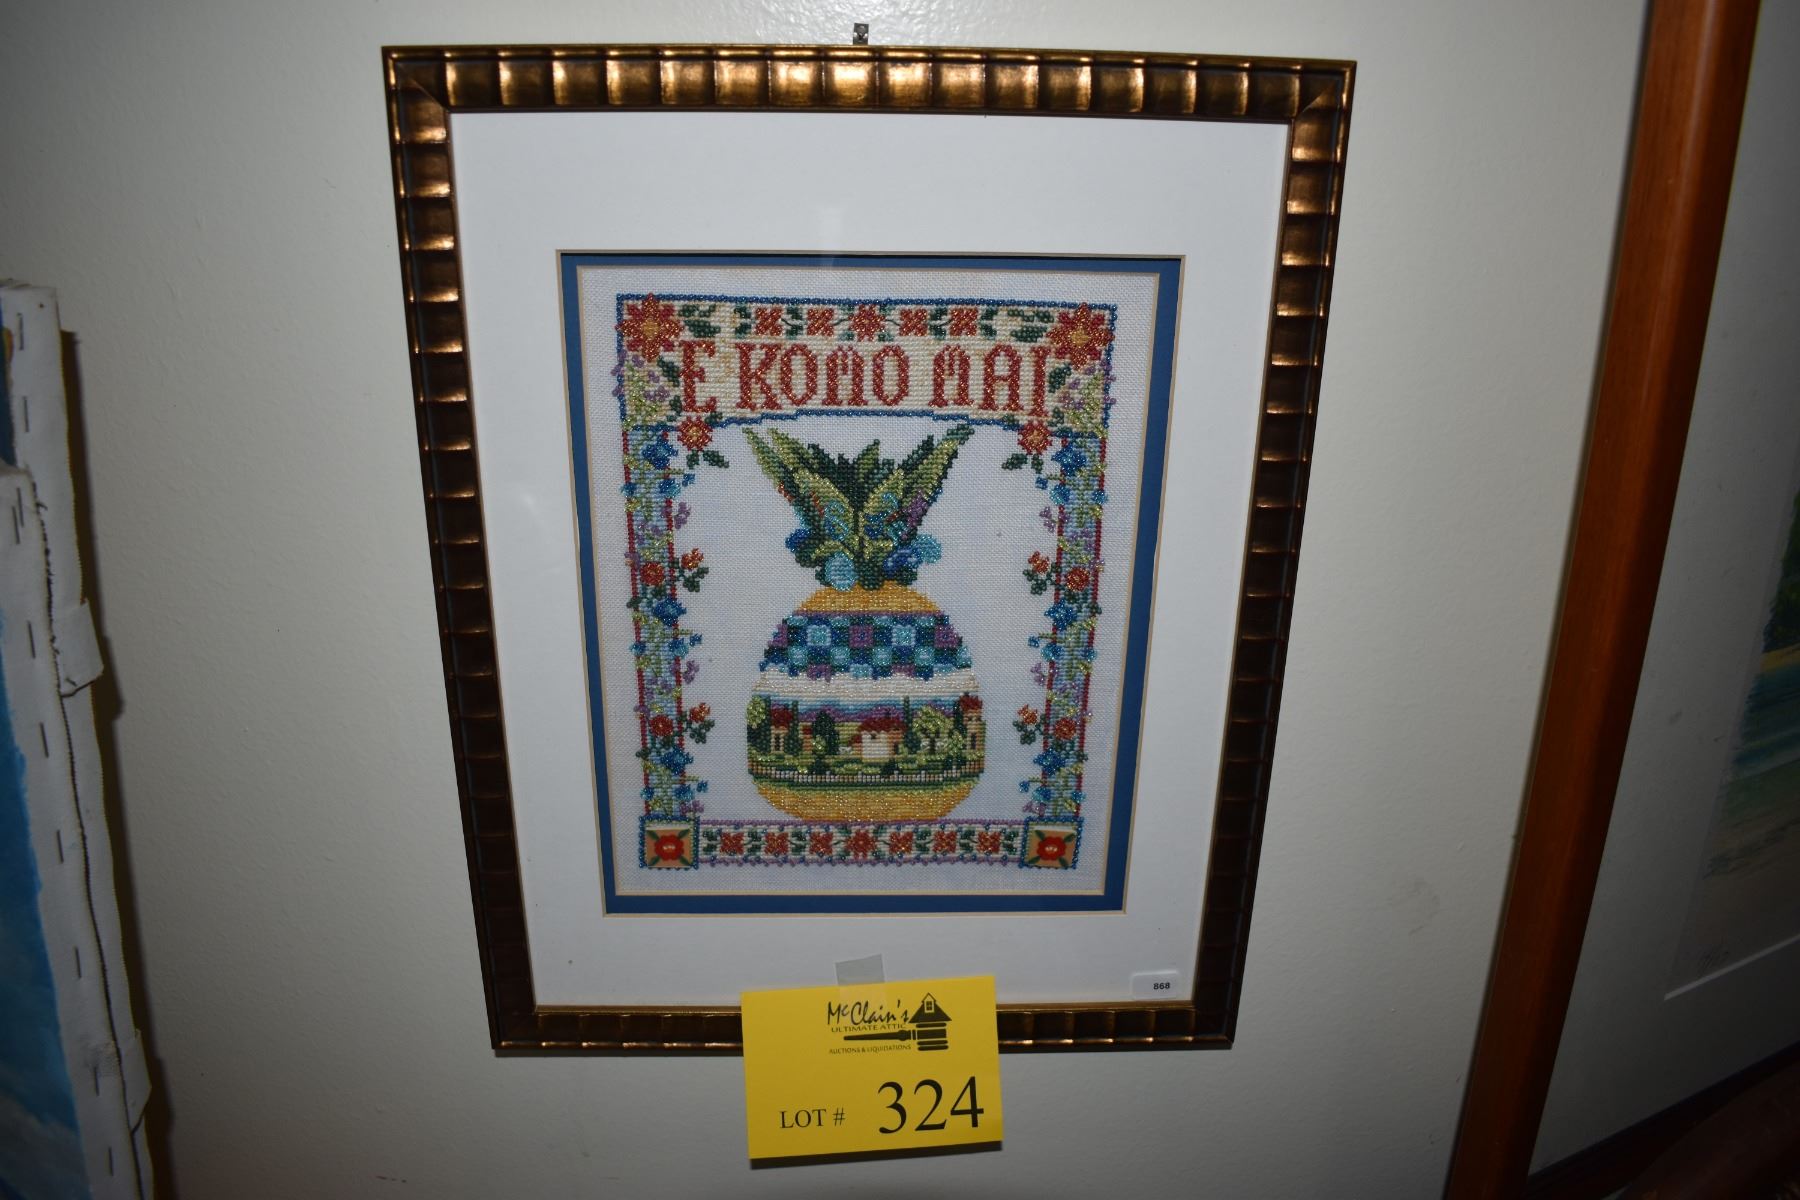 E KOMO MAI
868
McClain's
ULTIMATE ATTIC
AUCTIONS & LIQUIDATIONS
LOT # 324